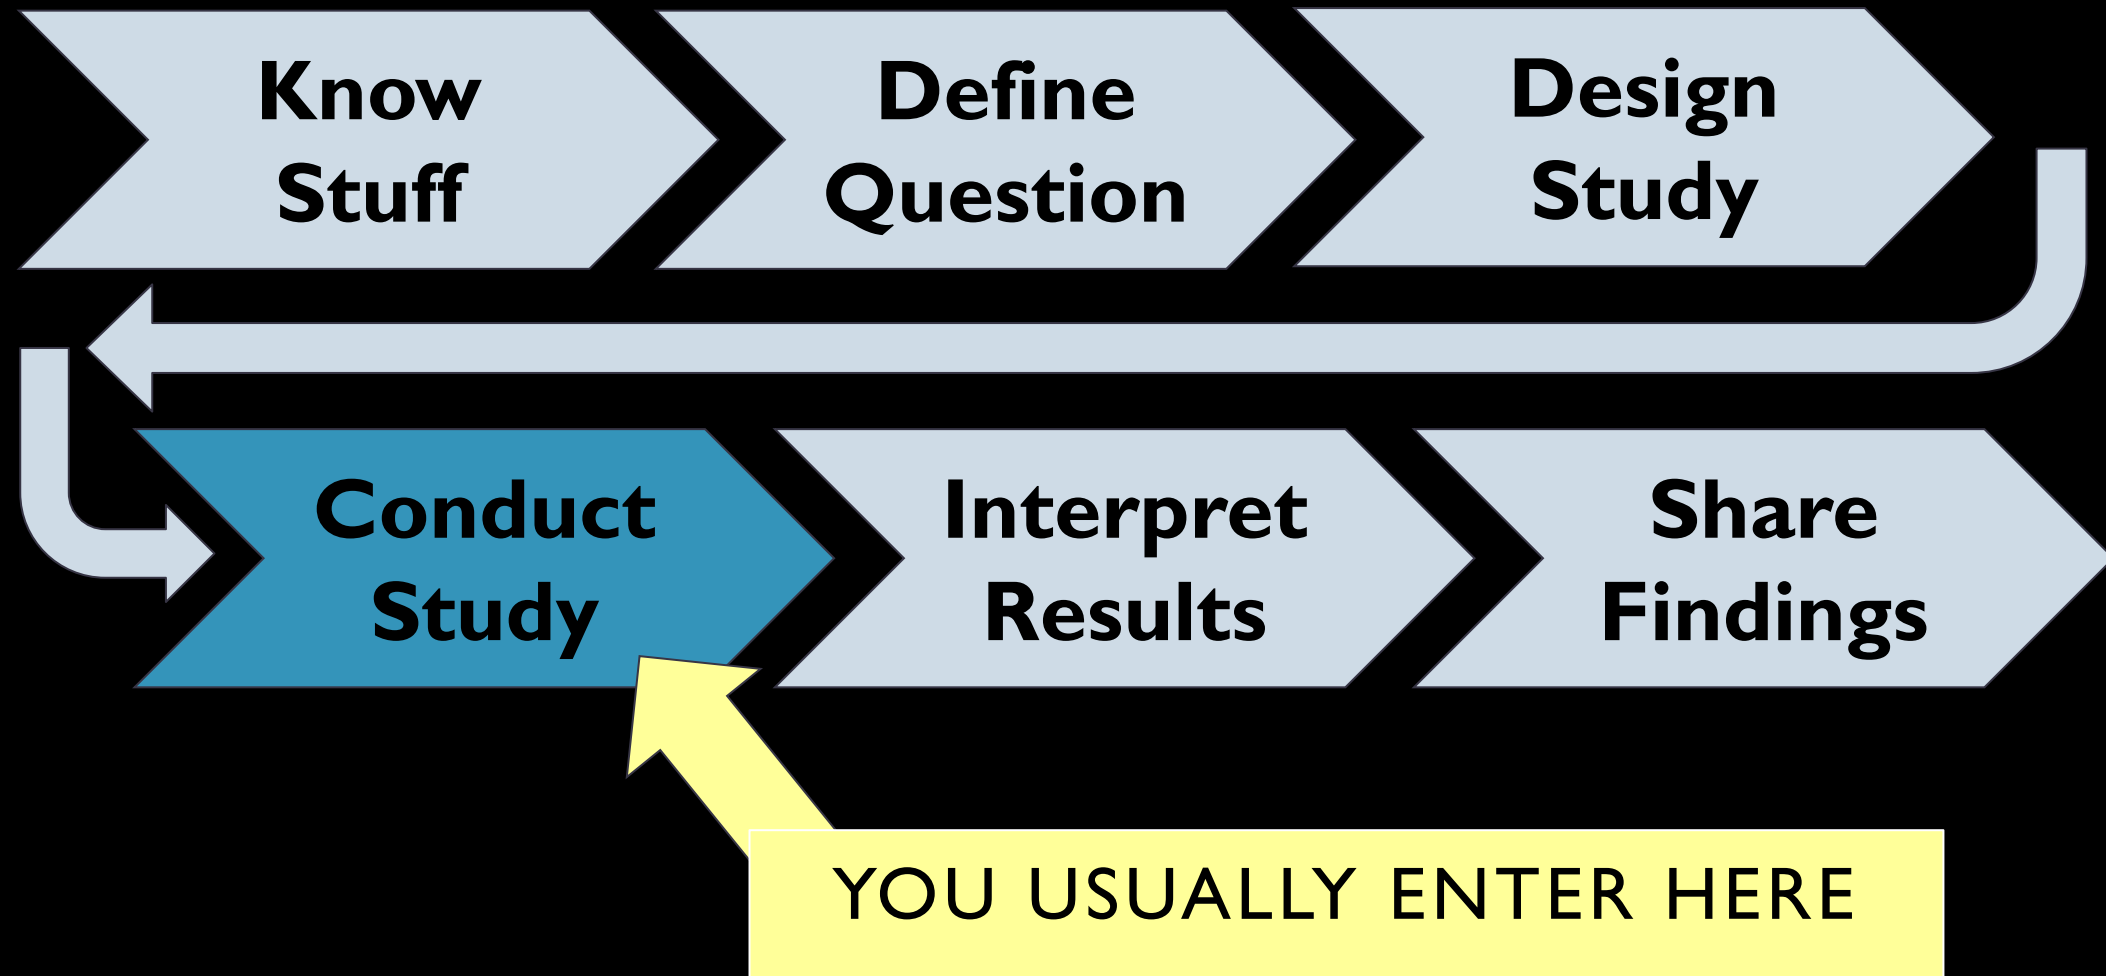 Know
Stuff
Define
Question
Design
Study
Conduct
Study
Interpret
Results
Share
Findings
YOU USUALLY ENTER HERE